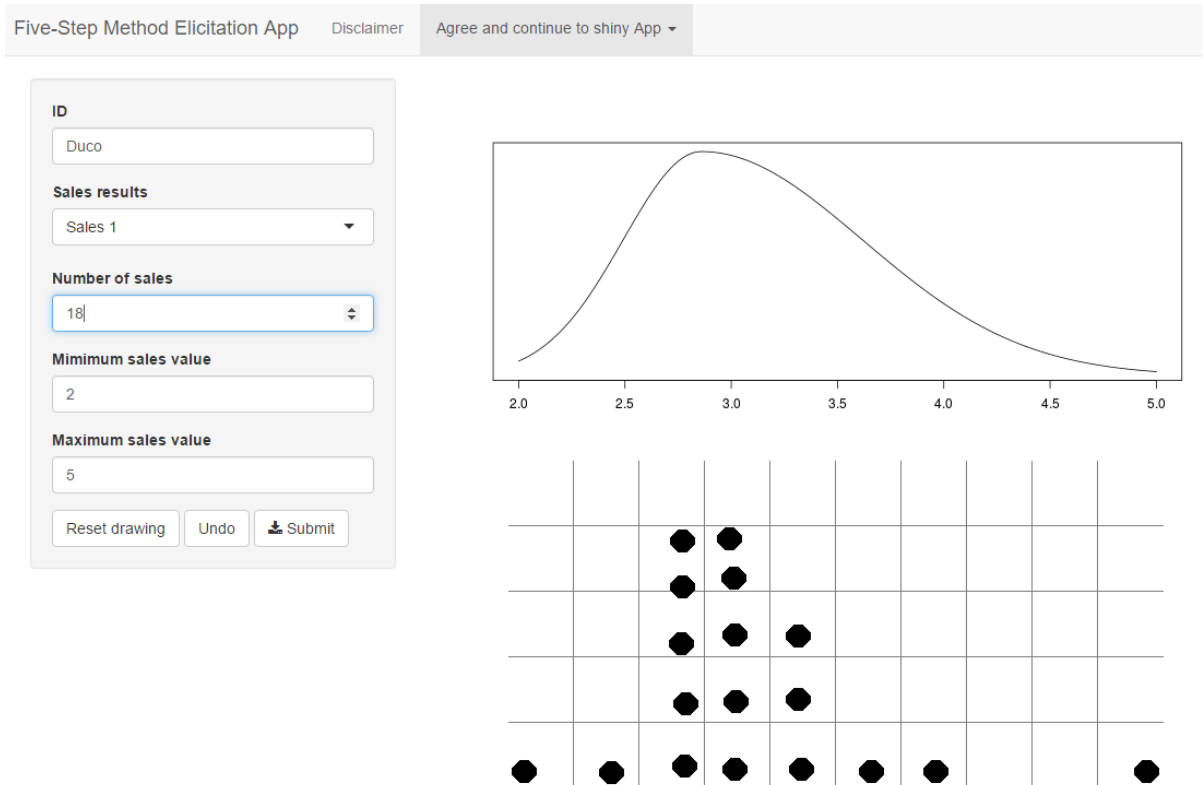 Five-Step Method Elicitation App Disclaimer Agree and continue to shiny App
ID
Duco
Sales results
Sales 1
Number of sales
18
Mimimum sales value
2
Maximum sales value
5
Reset drawing Undo Submit
2.0 2.5 3.0 3.5 4.0 4.5 5.0